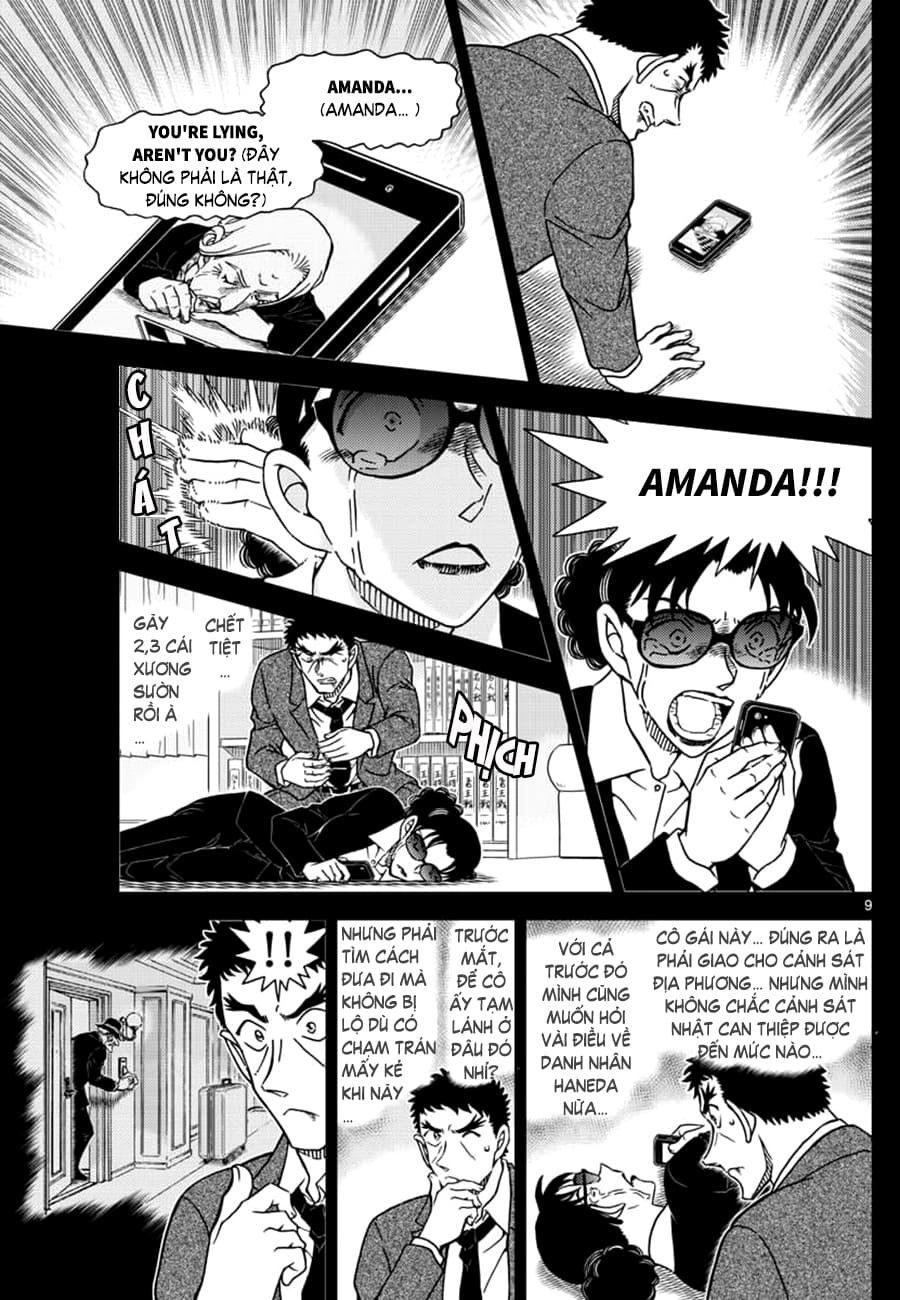 AMANDA...
(AMANDA... )
YOU'RE LYING,
AREN'T YOU? (ĐÂY
KHÔNG PHẢI LÀ THẬT,
ĐÚNG KHÔNG?)
AMANDA!!!
CHÁT
CHẾT
TIỆT
...
GÃY
2,3 CÁI
XƯƠNG
SƯỜN
RỒI À
...
PHỊCH
9
CÔ GÁI NÀY... ĐÚNG RA LÀ
PHẢI GIAO CHO CẢNH SÁT
ĐỊA PHƯƠNG... NHƯNG MÌNH
KHÔNG CHẮC CẢNH SÁT
NHẬT CAN THIỆP ĐƯỢC
ĐẾN MỨC NÀO...
VỚI CẢ
TRƯỚC ĐÓ
MÌNH CŨNG
MUỐN HỎI
VÀI ĐIỀU VỀ
DANH NHÂN
HANEDA
NỮA...
TRƯỚC
MẮT,
ĐỂ CÔ
ẤY TẠM
LÁNH Ở
ĐÂU ĐÓ
NHỈ?
NHƯNG PHẢI
TÌM CÁCH
ĐƯA ĐI MÀ
KHÔNG BỊ
LỘ DÙ CÓ
CHẠM TRÁN
MẤY KẺ
KHI NÀY
...
!!